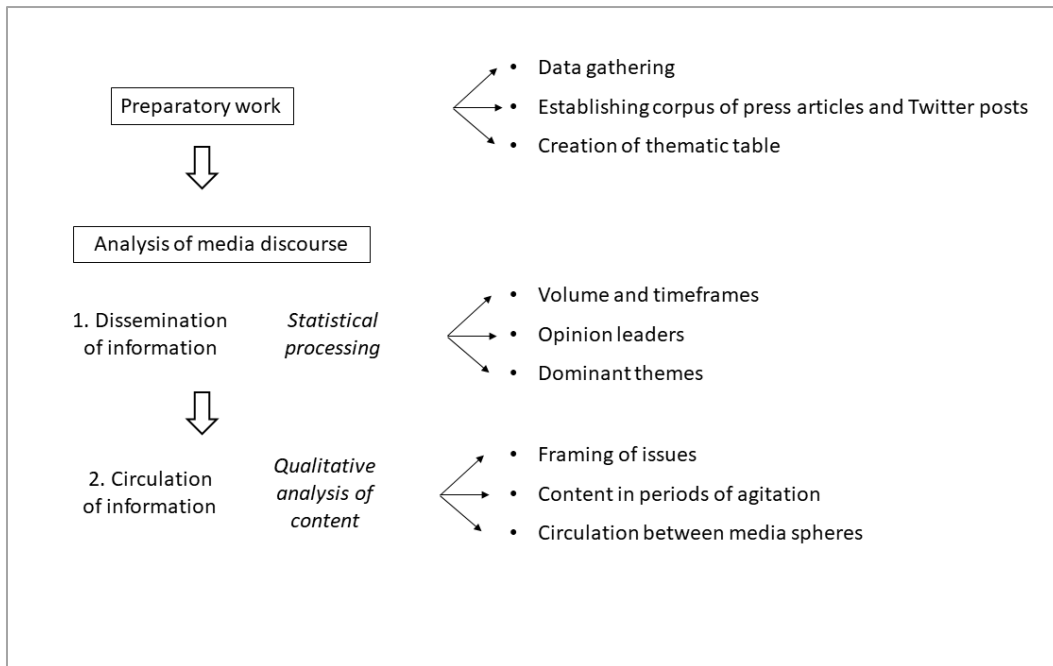 Preparatory work
• Data gathering
• Establishing corpus of press articles and Twitter posts
• Creation of thematic table
Analysis of media discourse
1. Dissemination
of information
Statistical
processing
• Volume and timeframes
• Opinion leaders
• Dominant themes
2. Circulation
of information
Qualitative
analysis of
content
• Framing of issues
• Content in periods of agitation
• Circulation between media spheres